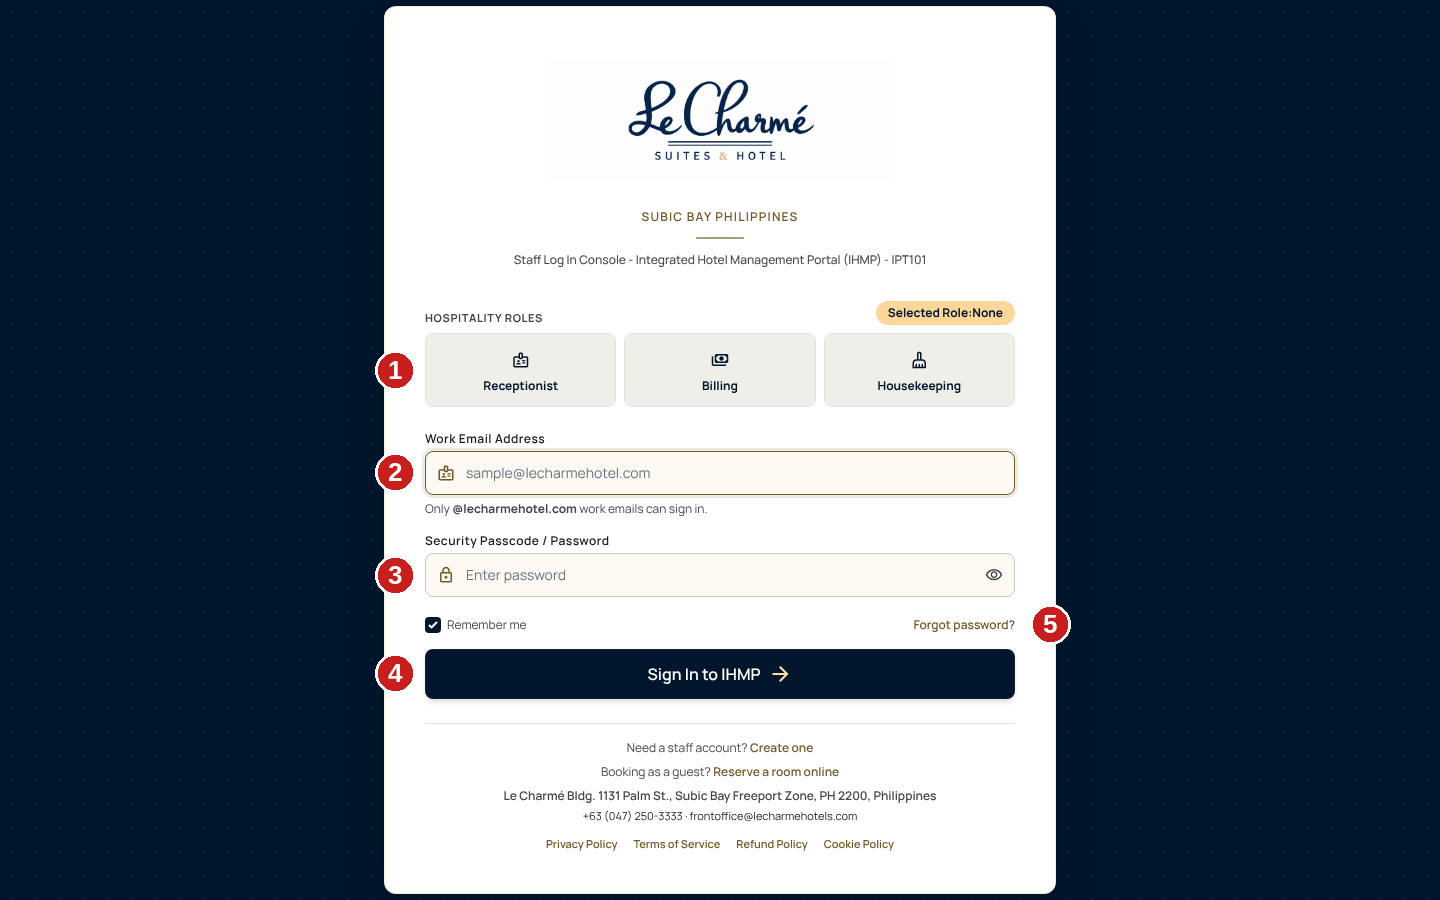 Le Charmé
SUITES & HOTEL
SUBIC BAY PHILIPPINES
Staff Log In Console - Integrated Hotel Management Portal (IHMP) - IPT101
HOSPITALITY ROLES
Selected Role:None
1
Receptionist
Billing
Housekeeping
Work Email Address
2
sample@lecharmehotel.com
Only @lecharmehotel.com work emails can sign in.
Security Passcode / Password
3
Enter password
Remember me
Forgot password?
5
4
Sign In to IHMP
Need a staff account? Create one
Booking as a guest? Reserve a room online
Le Charmé Bldg. 1131 Palm St., Subic Bay Freeport Zone, PH 2200, Philippines
+63 (047) 250-3333 · frontoffice@lecharmehotels.com
Privacy Policy Terms of Service Refund Policy Cookie Policy